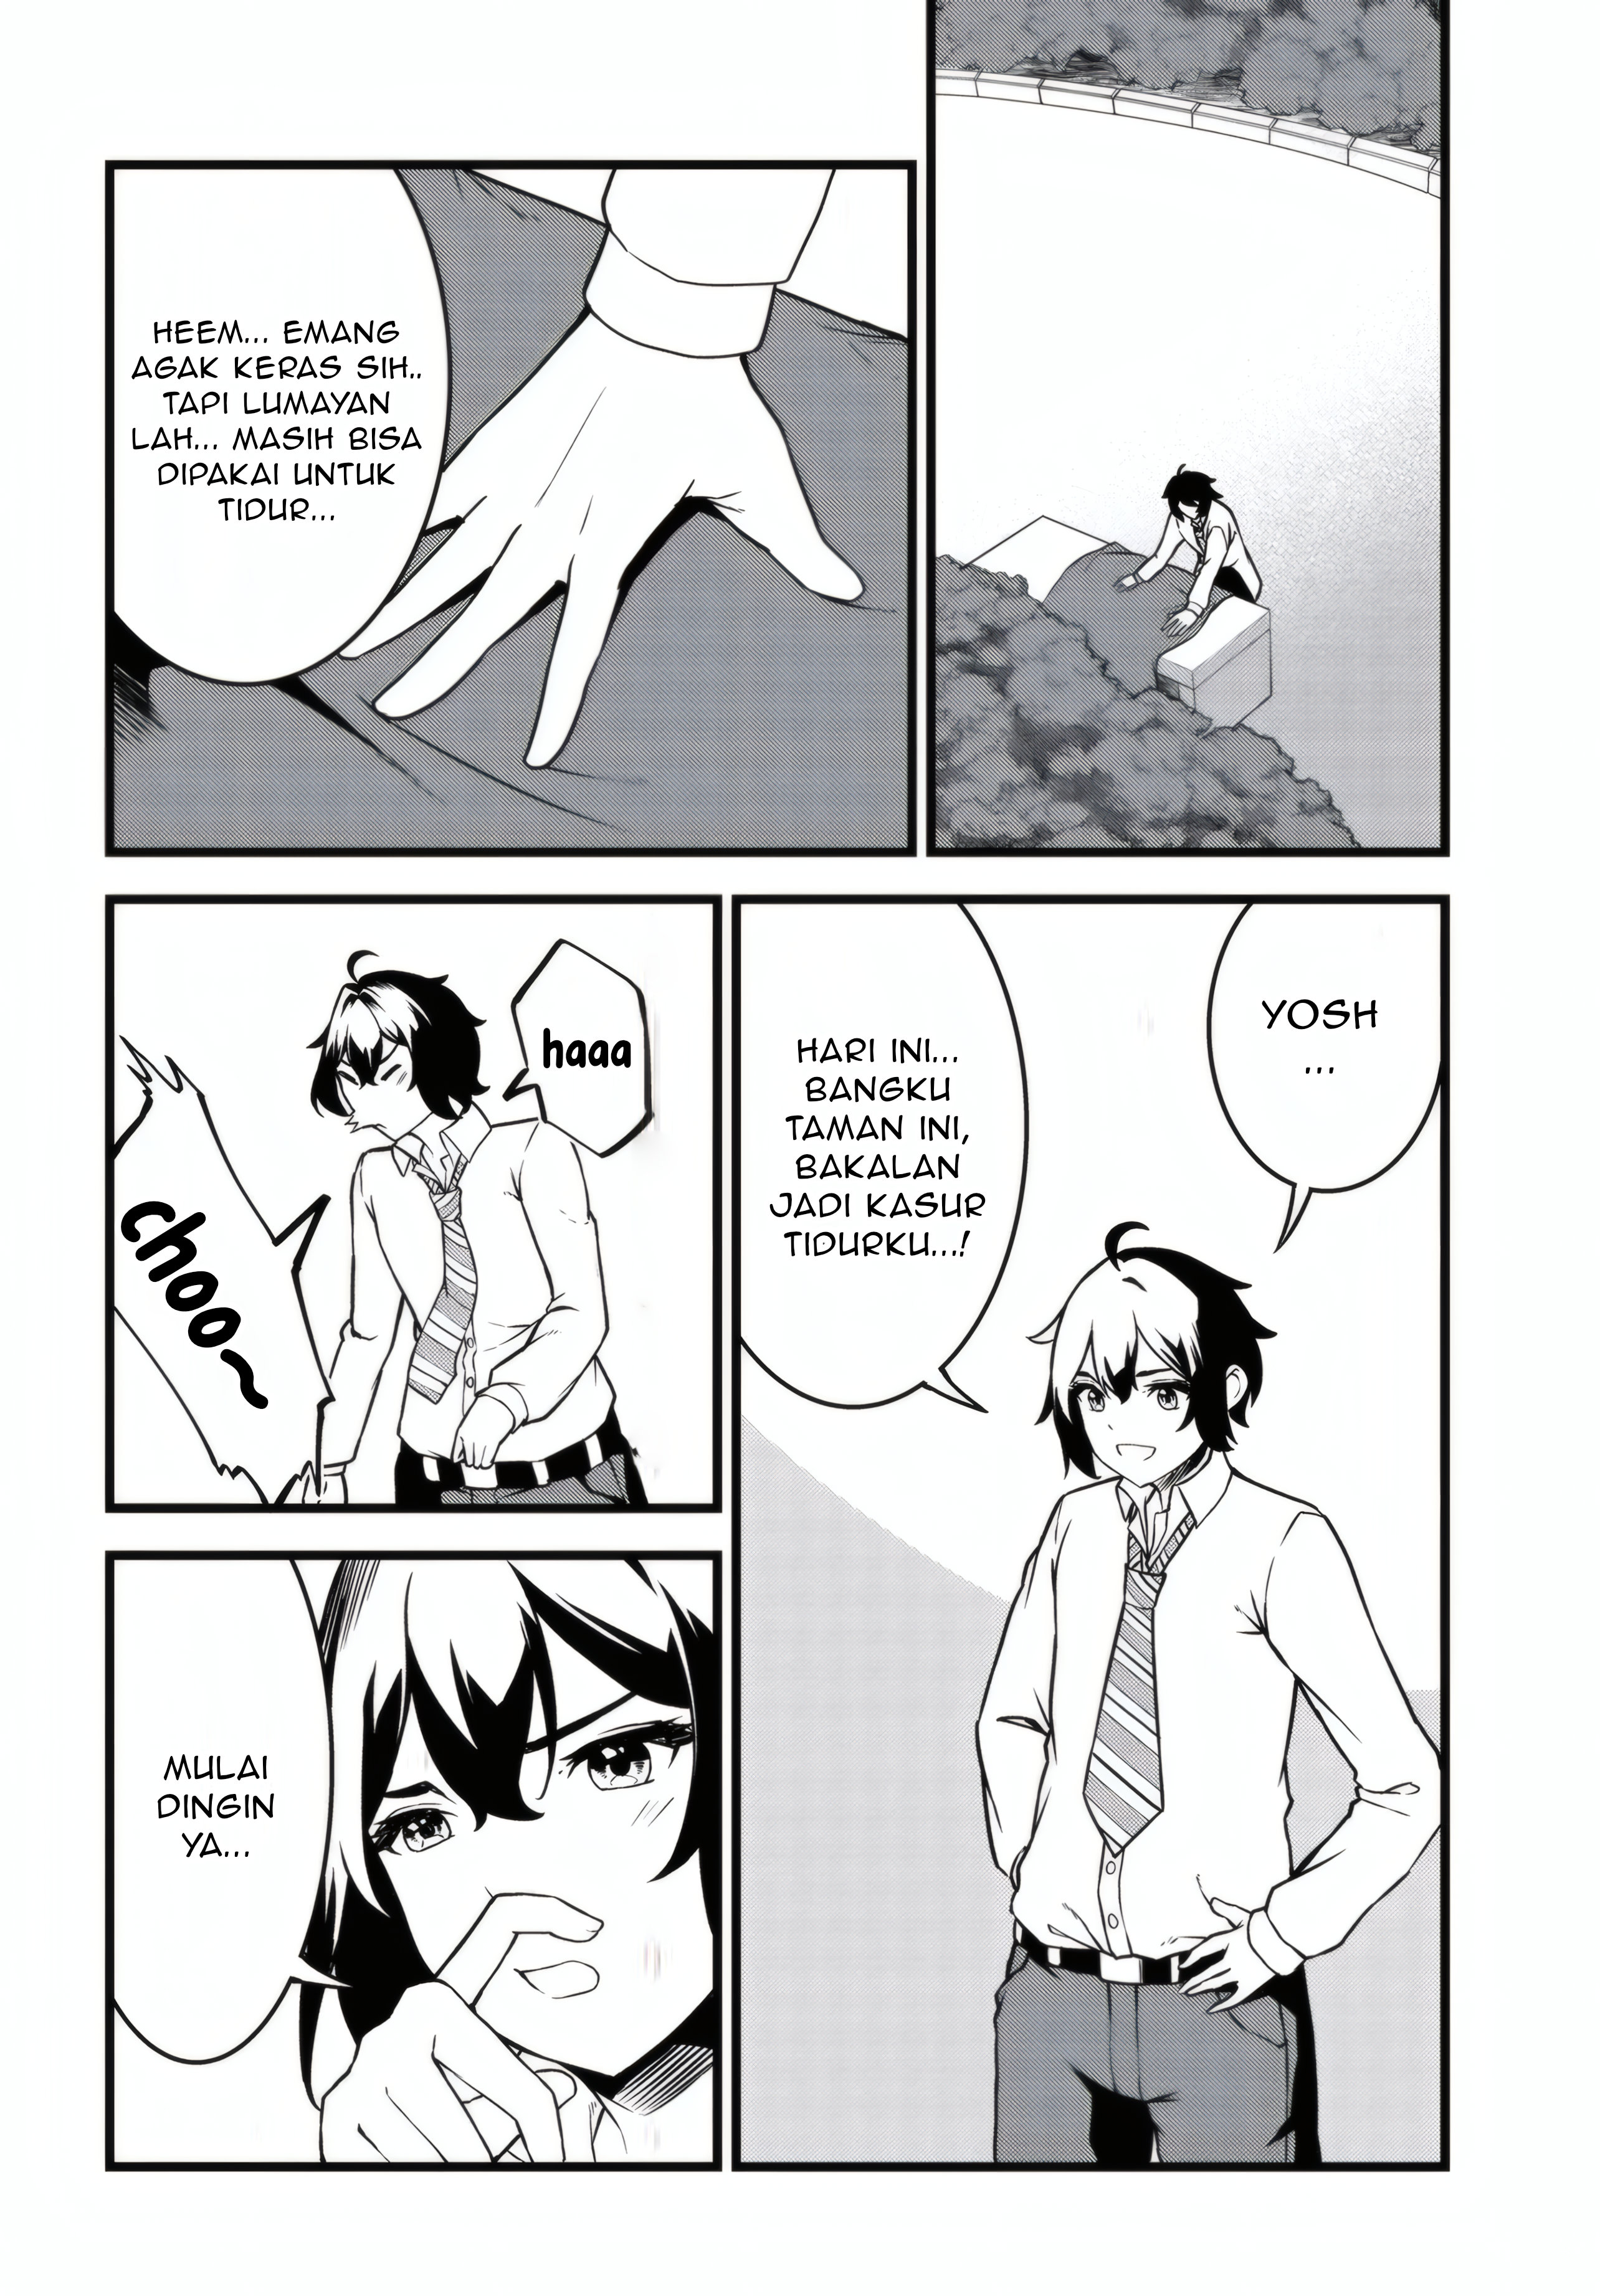 HEEM... EMANG
AGAK KERAS SIH..
TAPI LUMAYAN
LAH... MASIH BISA
DIPAKAI UNTUK
TIDUR...
YOSH
...
HARI INI...
BANGKU
TAMAN INI,
BAKALAN
JADI KASUR
TIDURKU...!
haaa
choo~
MULAI
DINGIN
YA...